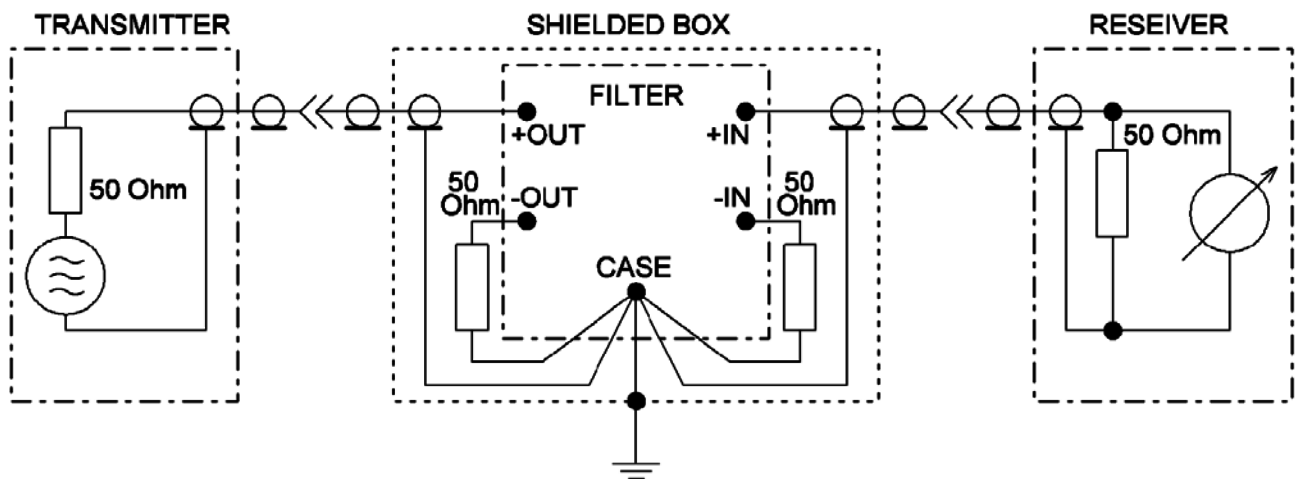 TRANSMITTER
SHIELDED BOX
RESEIVER
FILTER
+OUT
+IN
50 Ohm
50 Ohm
50
Ohm
-OUT
-IN
50
Ohm
CASE